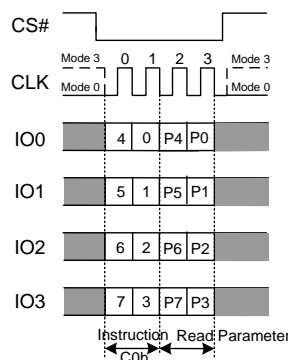 CS#
Mode 3 0 1 2 3 Mode 3
CLK
Mode 0 Mode 0
IO0 4 0 P4 P0
IO1 5 1 P5 P1
IO2 6 2 P6 P2
IO3 7 3 P7 P3
Instruction Read Parameter
C0h